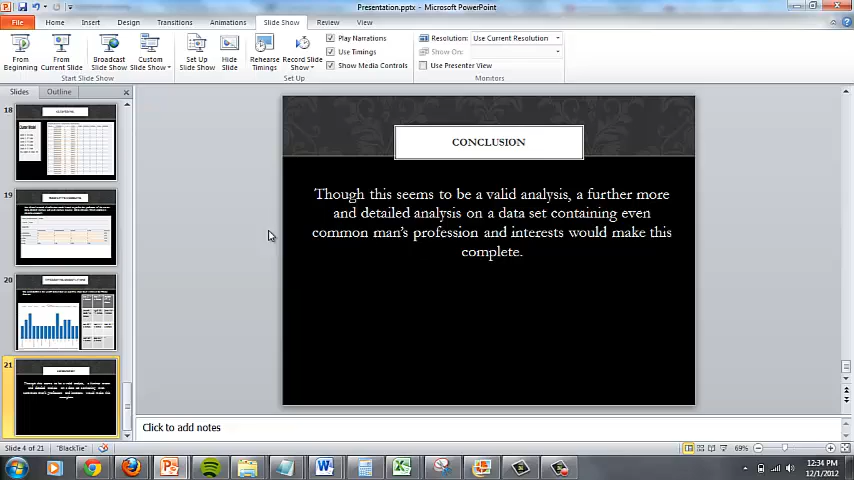 Presentation.pptx - Microsoft PowerPoint
File Home Insert Design Transitions Animations Slide Show Review View
From Beginning
From Current Slide
Broadcast Slide Show
Custom Slide Show
Set Up Slide Show
Hide Slide
Rehearse Timings
Record Slide Show
Play Narrations
Use Timings
Show Media Controls
Resolution: Use Current Resolution
Show On:
Use Presenter View
Start Slide Show Set Up Monitors
Slides Outline
18
19
20
21
CONCLUSION
Though this seems to be a valid analysis, a further more
and detailed analysis on a data set containing even
common man's profession and interests would make this
complete.
Click to add notes
Slide 4 of 21 "BlackTie" 69%
12:34 PM
12/1/2012